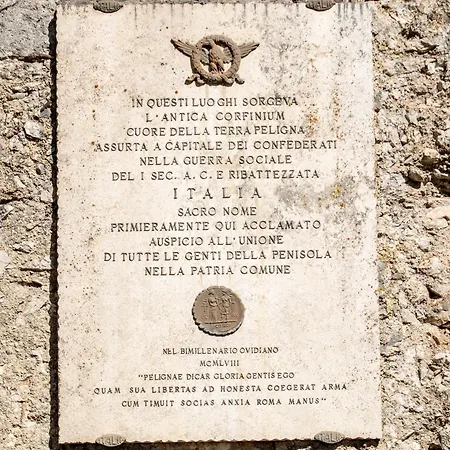 IN QUESTI LUOGHI SORGEVA
L'ANTICA CORFINIUM
CUORE DELLA TERRA PELIGNA
ASSURTA A CAPITALE DEI CONFEDERATI
NELLA GUERRA SOCIALE
DEL I SEC. A. C. E RIBATTEZZATA
ITALIA
SACRO NOME
PRIMIERAMENTE QUI ACCLAMATO
AUSPICIO ALL'UNIONE
DI TUTTE LE GENTI DELLA PENISOLA
NELLA PATRIA COMUNE
NEL BIMILLENARIO OVIDIANO
MCMLVIII
"PELIGNAE DICAR GLORIA GENTIS EGO
QUAM SUA LIBERTAS AD HONESTA COEGERAT ARMA
CUM TIMUIT SOCIAS ANXIA ROMA MANUS"